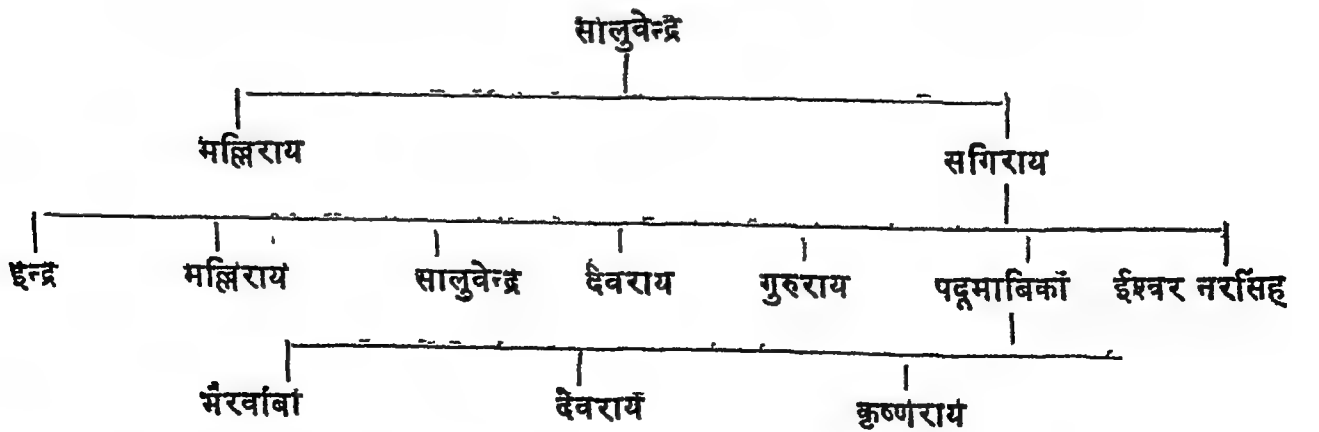 सालुवेन्द्र
मल्लिराय सगिराय
इन्द्र मल्लिराय सालुवेन्द्र देवराय गुरुराय पद्माबिकाँ ईश्वर नरसिंह
भैरवांबा देवराय कृष्णराय